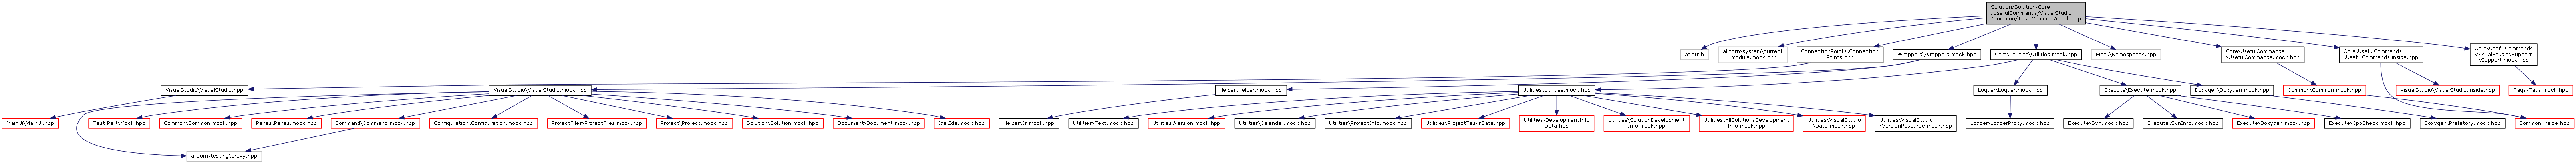 Solution/Solution/Core
/UsefulCommands/VisualStudio
/Common/Test.Common/mock.hpp
atlstr.h
alicorn\system\current
-module.mock.hpp
ConnectionPoints\Connection
Points.hpp
Wrappers\Wrappers.mock.hpp
Core\Utilities\Utilities.mock.hpp
Mock\Namespaces.hpp
Core\UsefulCommands
\UsefulCommands.mock.hpp
Core\UsefulCommands
\UsefulCommands.inside.hpp
Core\UsefulCommands
\VisualStudio\Support
\Support.mock.hpp
VisualStudio\VisualStudio.hpp
VisualStudio\VisualStudio.mock.hpp
Helper\Helper.mock.hpp
Utilities\Utilities.mock.hpp
Logger\Logger.mock.hpp
Execute\Execute.mock.hpp
Doxygen\Doxygen.mock.hpp
Common\Common.mock.hpp
VisualStudio\VisualStudio.inside.hpp
Tags\Tags.mock.hpp
MainUi\MainUi.hpp
Test.Part\Mock.hpp
Common\Common.mock.hpp
Panes\Panes.mock.hpp
Command\Command.mock.hpp
Configuration\Configuration.mock.hpp
ProjectFiles\ProjectFiles.mock.hpp
Project\Project.mock.hpp
Solution\Solution.mock.hpp
Document\Document.mock.hpp
Ide\Ide.mock.hpp
Helper\Js.mock.hpp
Utilities\Text.mock.hpp
Utilities\Version.mock.hpp
Utilities\Calendar.mock.hpp
Utilities\ProjectInfo.mock.hpp
Utilities\ProjectTasksData.hpp
Utilities\DevelopmentInfo
Data.mock.hpp
Utilities\SolutionDevelopment
Info.mock.hpp
Utilities\AllSolutionsDevelopment
Info.mock.hpp
Utilities\VisualStudio
\Data.mock.hpp
Utilities\VisualStudio
\VersionResource.mock.hpp
Logger\LoggerProxy.mock.hpp
Execute\Svn.mock.hpp
Execute\SvnInfo.mock.hpp
Execute\Doxygen.mock.hpp
Execute\CppCheck.mock.hpp
Doxygen\Prefatory.mock.hpp
Common.inside.hpp
alicorn\testing\proxy.hpp